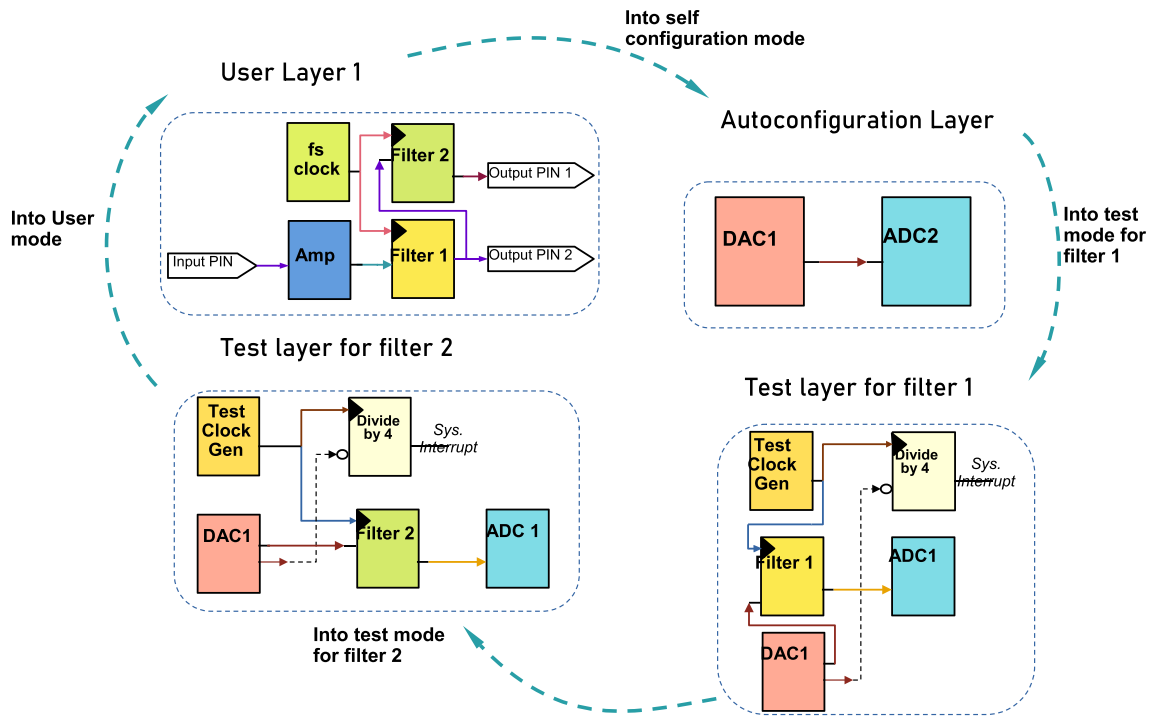 Into self
configuration mode
User Layer 1
Autoconfiguration Layer
fs
clock
Filter 2
Output PIN 1
Into User
mode
Input PIN
Amp
Filter 1
Output PIN 2
DAC1
ADC2
Into test
mode for
filter 1
Test layer for filter 2
Test
Clock
Gen
Divide
by 4
Sys.
Interrupt
DAC1
Filter 2
ADC 1
Test layer for filter 1
Test
Clock
Gen
Divide
by 4
Sys.
Interrupt
Filter 1
ADC1
DAC1
Into test mode
for filter 2